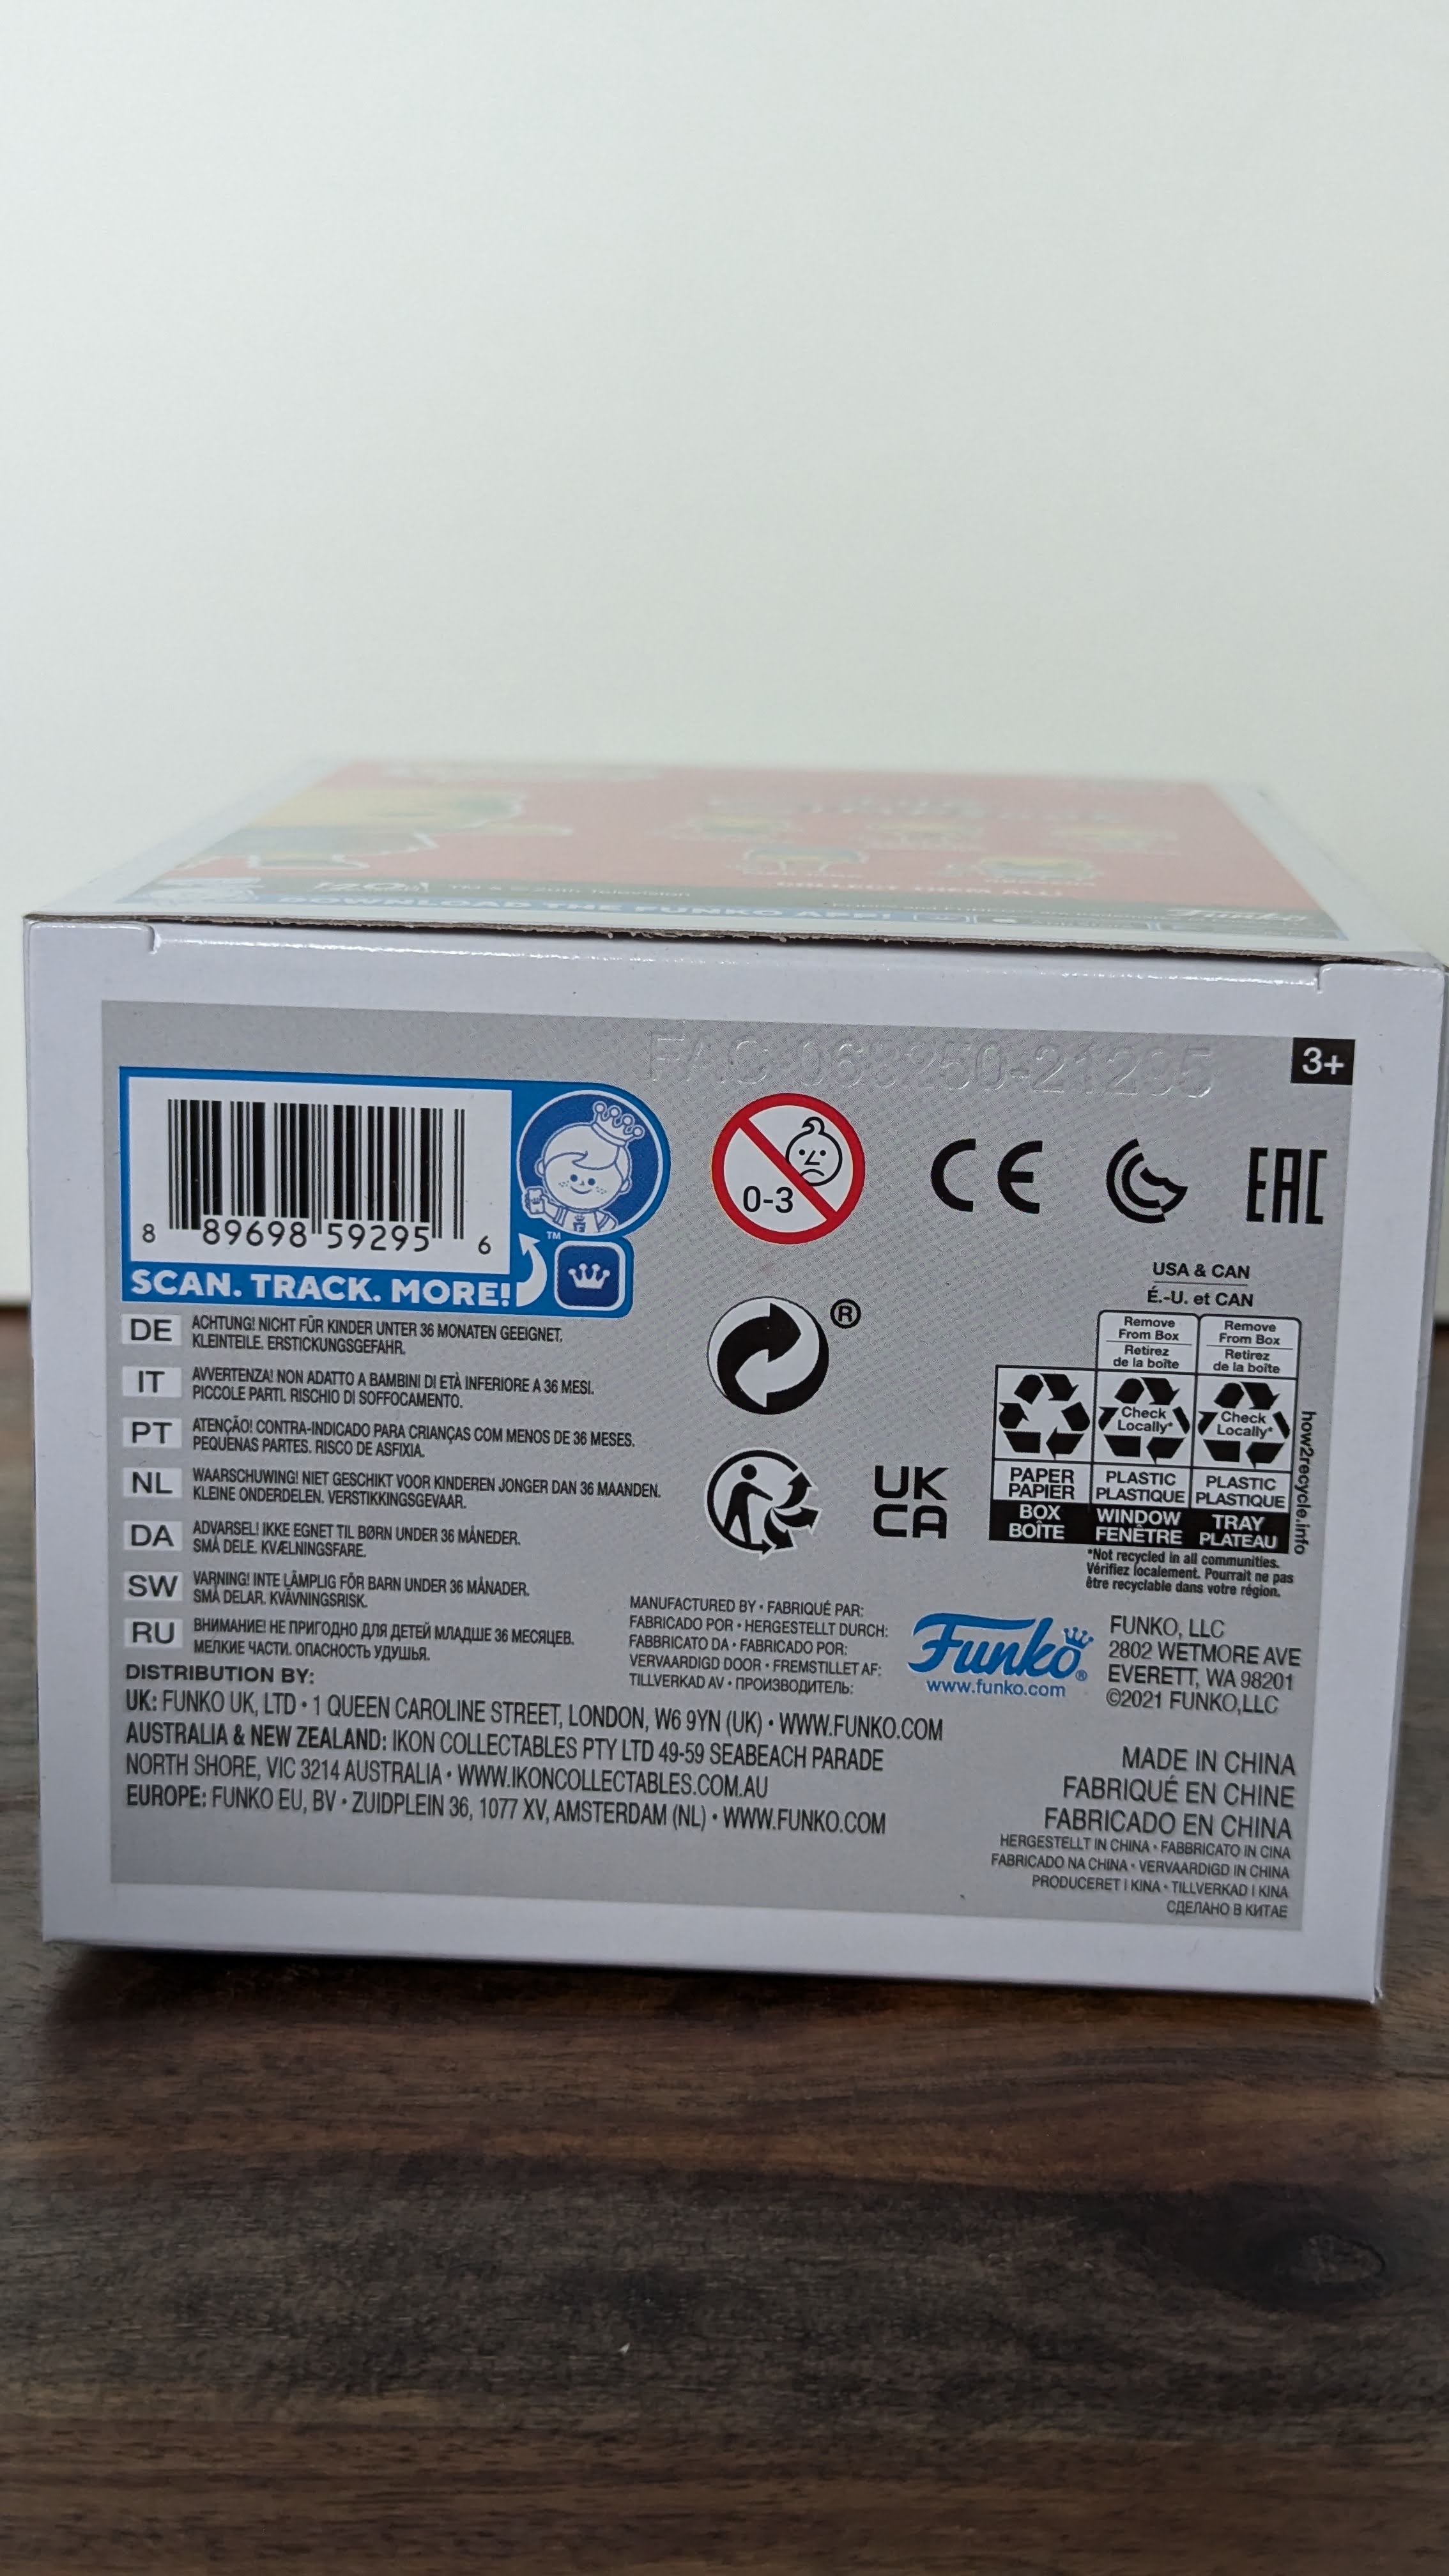 TM & © 20th Television
DOWNLOAD THE FUNKO APP!
Funko
3+
8 89698 59295 6
TM
SCAN. TRACK. MORE!
0-3
CE
EAC
DE ACHTUNG! NICHT FÜR KINDER UNTER 36 MONATEN GEEIGNET.
KLEINTEILE. ERSTICKUNGSGEFAHR.
IT AVVERTENZA! NON ADATTO A BAMBINI DI ETÀ INFERIORE A 36 MESI.
PICCOLE PARTI. RISCHIO DI SOFFOCAMENTO.
PT ATENÇÃO! CONTRA-INDICADO PARA CRIANÇAS COM MENOS DE 36 MESES.
PEQUENAS PARTES. RISCO DE ASFIXIA.
NL WAARSCHUWING! NIET GESCHIKT VOOR KINDEREN JONGER DAN 36 MAANDEN.
KLEINE ONDERDELEN. VERSTIKKINGSGEVAAR.
DA ADVARSEL! IKKE EGNET TIL BØRN UNDER 36 MÅNEDER.
SMÅ DELE. KVÆLNINGSFARE.
SW VARNING! INTE LÄMPLIG FÖR BARN UNDER 36 MÅNADER.
SMÅ DELAR. KVÄVNINGSRISK.
RU ВНИМАНИЕ! НЕ ПРИГОДНО ДЛЯ ДЕТЕЙ МЛАДШЕ 36 МЕСЯЦЕВ.
МЕЛКИЕ ЧАСТИ. ОПАСНОСТЬ УДУШЬЯ.
®
UK
CA
USA & CAN
É.-U. et CAN
Remove
From Box
Retirez
de la boîte
Remove
From Box
Retirez
de la boîte
Check
Locally*
Check
Locally*
PAPER
PAPIER
PLASTIC
PLASTIQUE
PLASTIC
PLASTIQUE
BOX
BOÎTE
WINDOW
FENÊTRE
TRAY
PLATEAU
how2recycle.info
*Not recycled in all communities.
Vérifiez localement. Pourrait ne pas
être recyclable dans votre région.
MANUFACTURED BY • FABRIQUÉ PAR:
FABRICADO POR • HERGESTELLT DURCH:
FABBRICATO DA • FABRICADO POR:
VERVAARDIGD DOOR • FREMSTILLET AF:
TILLVERKAD AV • ПРОИЗВОДИТЕЛЬ:
Funko®
www.funko.com
FUNKO, LLC
2802 WETMORE AVE
EVERETT, WA 98201
©2021 FUNKO,LLC
DISTRIBUTION BY:
UK: FUNKO UK, LTD • 1 QUEEN CAROLINE STREET, LONDON, W6 9YN (UK) • WWW.FUNKO.COM
AUSTRALIA & NEW ZEALAND: IKON COLLECTABLES PTY LTD 49-59 SEABEACH PARADE
NORTH SHORE, VIC 3214 AUSTRALIA • WWW.IKONCOLLECTABLES.COM.AU
EUROPE: FUNKO EU, BV • ZUIDPLEIN 36, 1077 XV, AMSTERDAM (NL) • WWW.FUNKO.COM
MADE IN CHINA
FABRIQUÉ EN CHINE
FABRICADO EN CHINA
HERGESTELLT IN CHINA • FABBRICATO IN CINA
FABRICADO NA CHINA • VERVAARDIGD IN CHINA
PRODUCERET I KINA • TILLVERKAD I KINA
СДЕЛАНО В КИТАЕ